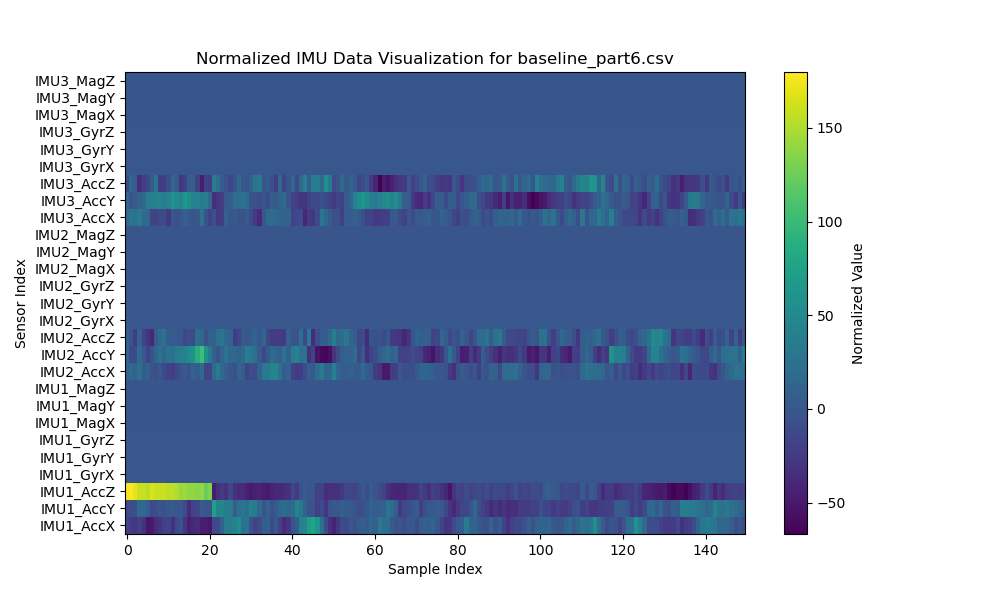 Normalized IMU Data Visualization for baseline_part6.csv
IMU3_MagZ
IMU3_MagY
IMU3_MagX
IMU3_GyrZ
IMU3_GyrY
IMU3_GyrX
IMU3_AccZ
IMU3_AccY
IMU3_AccX
IMU2_MagZ
IMU2_MagY
IMU2_MagX
IMU2_GyrZ
IMU2_GyrY
IMU2_GyrX
IMU2_AccZ
IMU2_AccY
IMU2_AccX
IMU1_MagZ
IMU1_MagY
IMU1_MagX
IMU1_GyrZ
IMU1_GyrY
IMU1_GyrX
IMU1_AccZ
IMU1_AccY
IMU1_AccX
Sensor Index
0 20 40 60 80 100 120 140
Sample Index
150
100
50
0
−50
Normalized Value